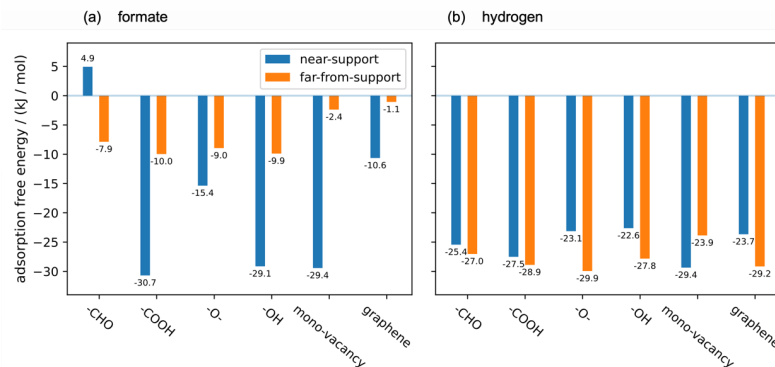 (a) formate
(b) hydrogen
adsorption free energy / (kJ / mol)
5
0
−5
−10
−15
−20
−25
−30
near-support
far-from-support
4.9
-7.9
-30.7
-10.0
-15.4
-9.0
-29.1
-9.9
-29.4
-2.4
-10.6
-1.1
-CHO
-COOH
-O-
-OH
mono-vacancy
graphene
-25.4
-27.0
-27.5
-28.9
-23.1
-29.9
-22.6
-27.8
-29.4
-23.9
-23.7
-29.2
-CHO
-COOH
-O-
-OH
mono-vacancy
graphene